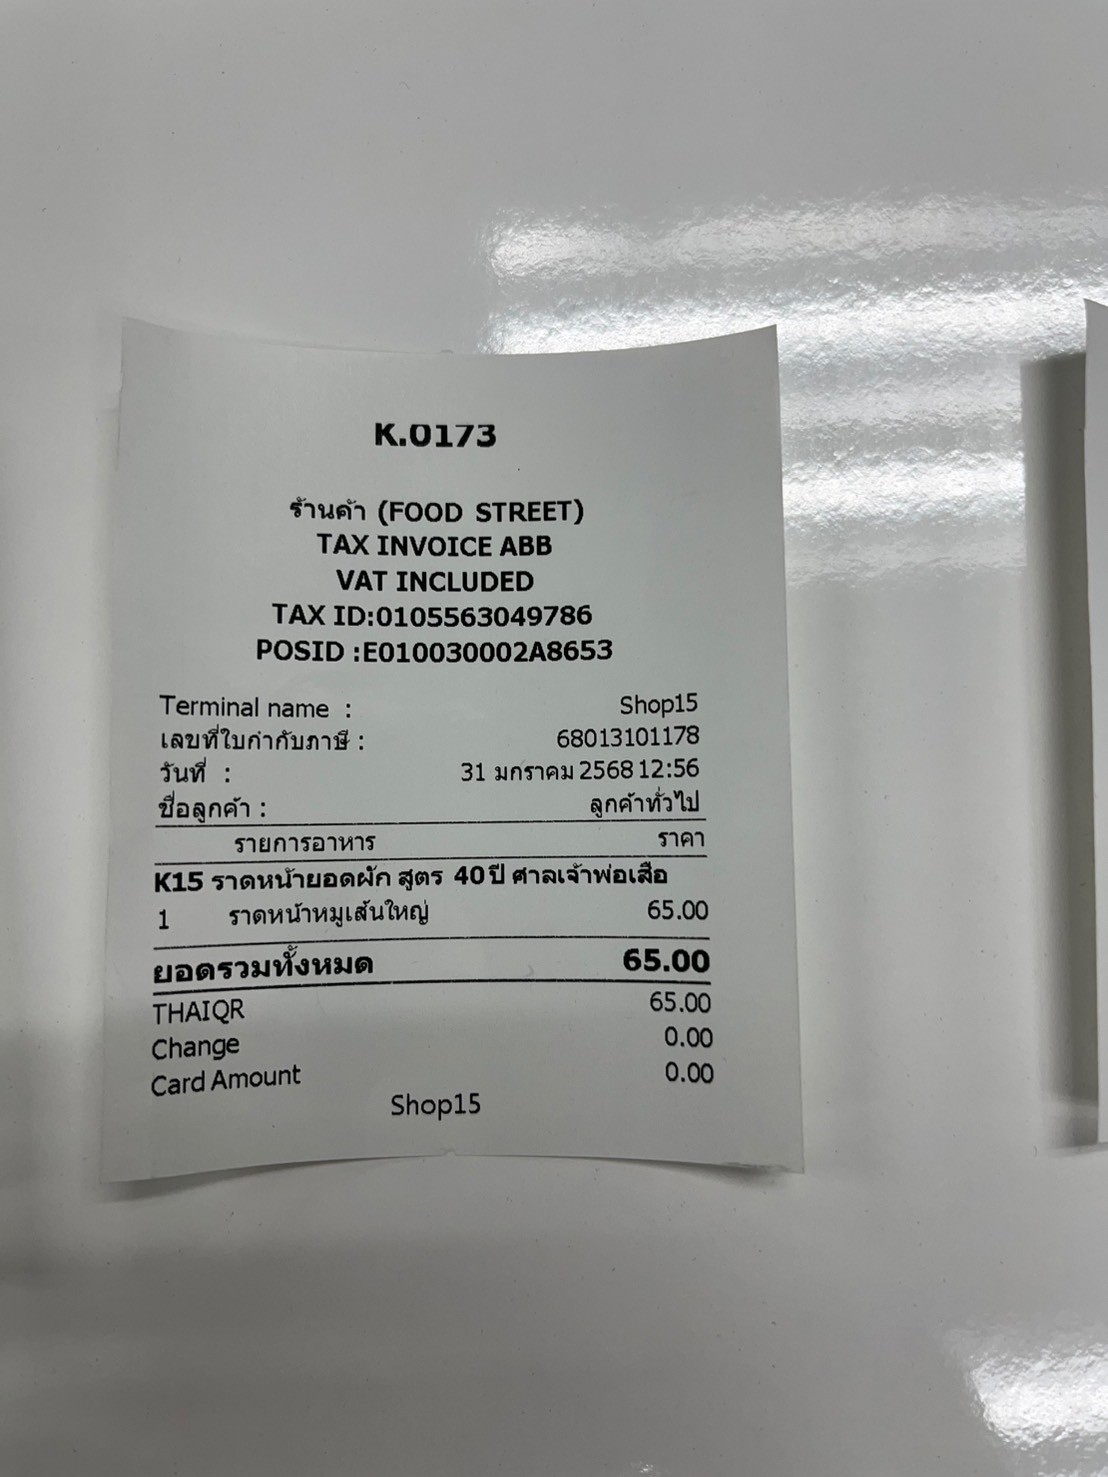 K.0173
ร้านค้า (FOOD STREET)
TAX INVOICE ABB
VAT INCLUDED
TAX ID:0105563049786
POSID :E010030002A8653
Terminal name : Shop15
เลขที่ใบกำกับภาษี : 68013101178
วันที่ : 31 มกราคม 2568 12:56
ชื่อลูกค้า : ลูกค้าทั่วไป
รายการอาหาร ราคา
K15 ราดหน้ายอดผัก สูตร 40 ปี ศาลเจ้าพ่อเสือ
1 ราดหน้าหมูเส้นใหญ่ 65.00
ยอดรวมทั้งหมด 65.00
THAIQR 65.00
Change 0.00
Card Amount 0.00
Shop15